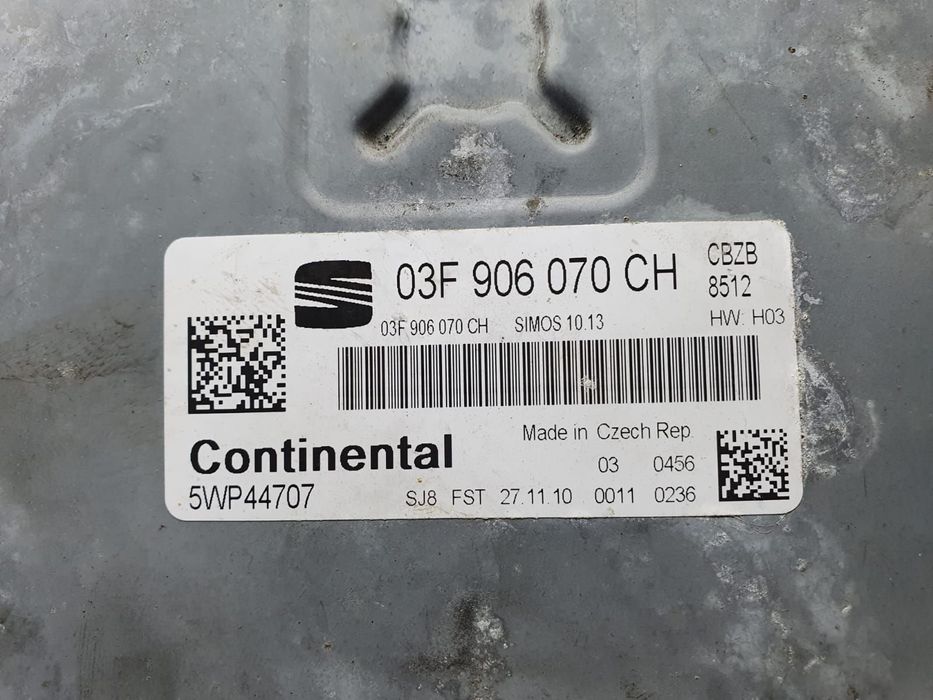 03F 906 070 CH
CBZB
8512
03F 906 070 CH SIMOS 10.13
HW: H03
Made in Czech Rep.
Continental
03 0456
5WP44707
SJ8 FST 27.11.10 0011 0236